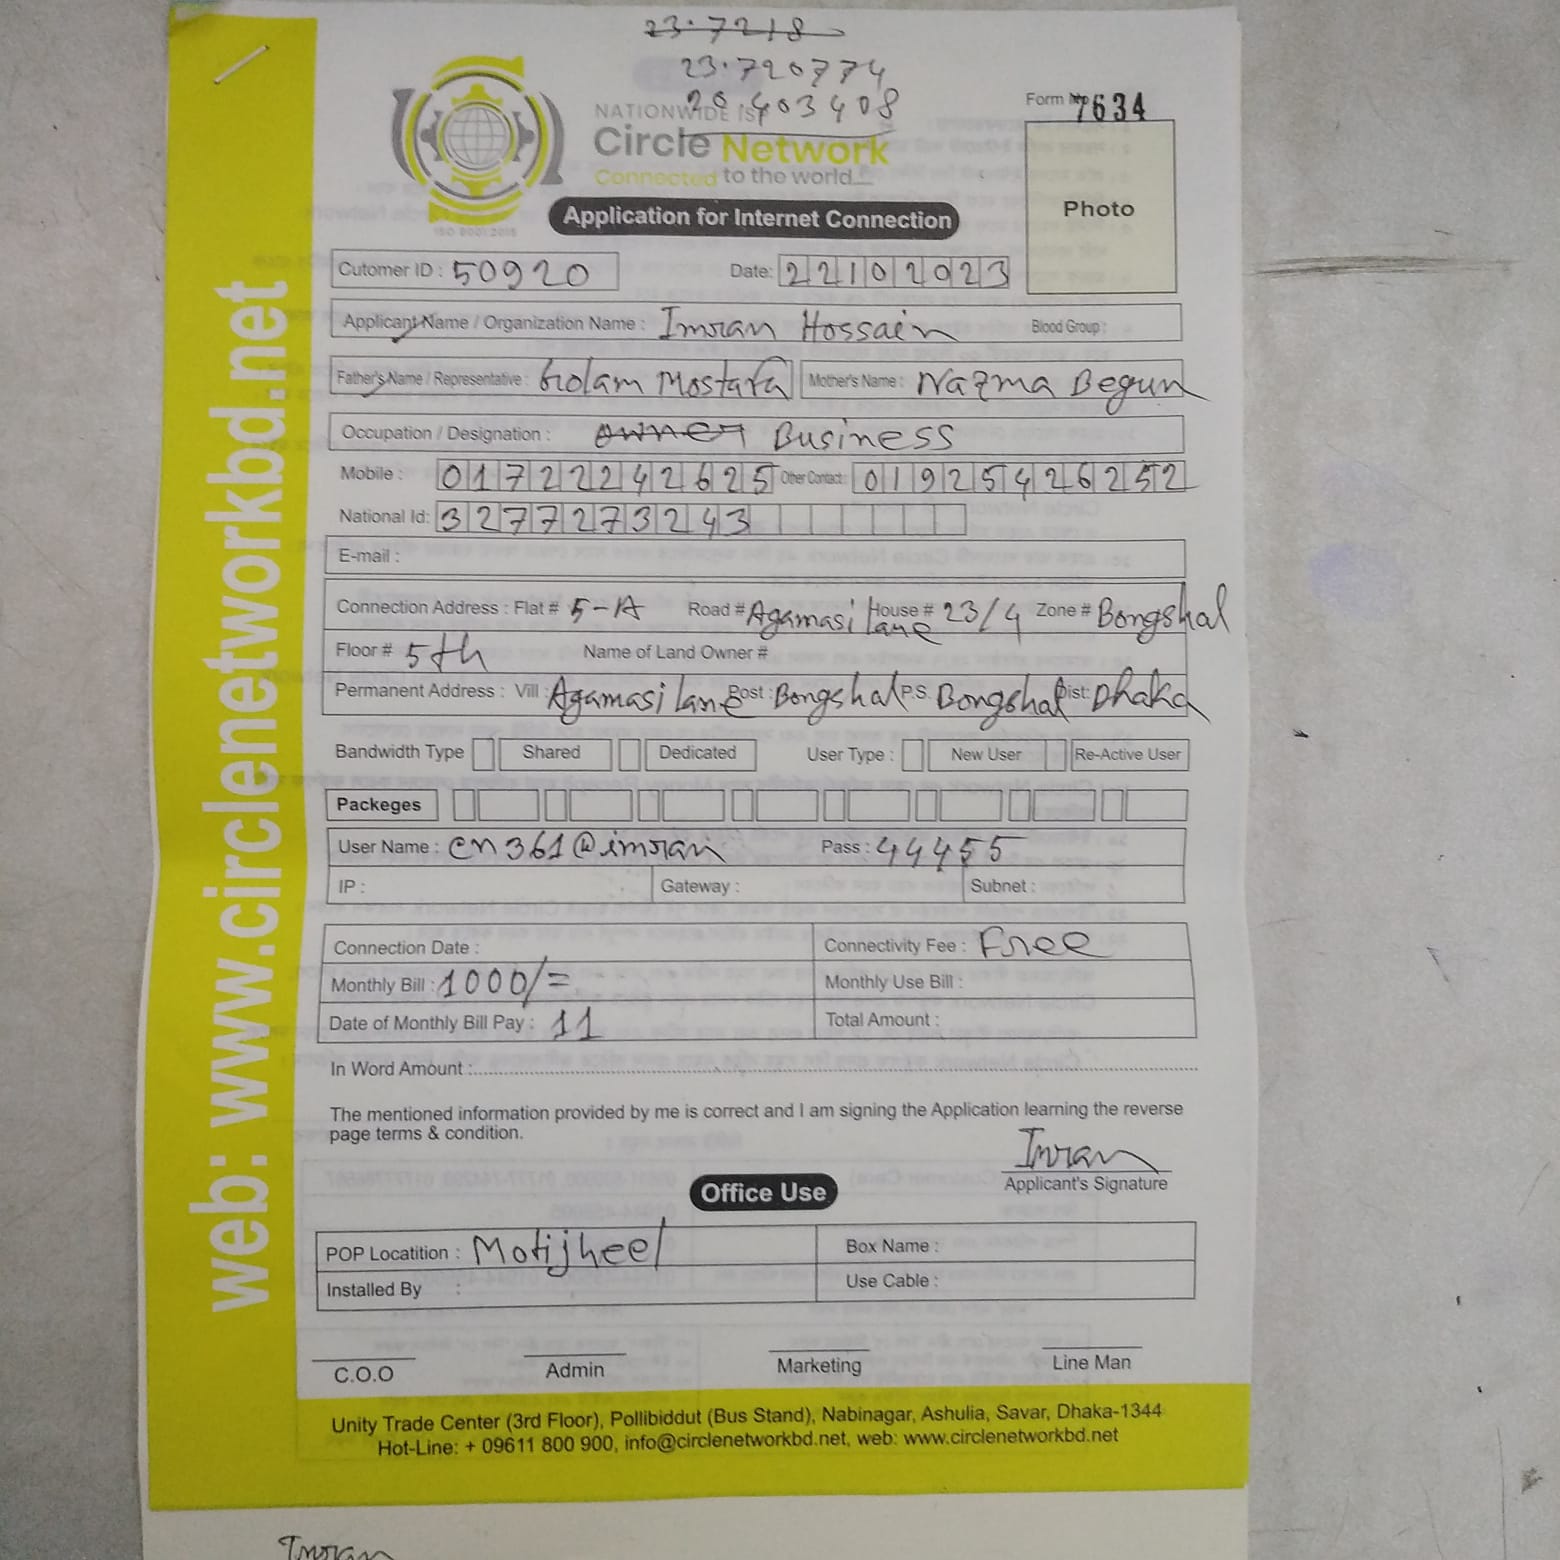 23.7218
23.720774
20.403408
NATIONWIDE ISP
Circle Network
Connected to the world...
ISO 9001:2015
Form No 7634
Photo
Application for Internet Connection
Cutomer ID : 50920 Date: 22102023
Applicant Name / Organization Name : Imran Hossain Blood Group :
Father's Name / Representative : Golam Mostafa Mother's Name : Nazma Begum
Occupation / Designation : owner Business
Mobile : 01722242625 Other Contact: 01925426252
National Id: 3277273243
E-mail :
Connection Address : Flat # 5-A Road # Agamasi lane House # 23/4 Zone # Bongshal
Floor # 5th Name of Land Owner #
Permanent Address : Vill : Agamasi lane Post : Bongshal P.S. Bongshal Dist: Dhaka
Bandwidth Type Shared Dedicated User Type : New User Re-Active User
Packeges
User Name : cn361@imran Pass : 44455
IP : Gateway : Subnet :
Connection Date : Connectivity Fee : Free
Monthly Bill : 1000/= Monthly Use Bill :
Date of Monthly Bill Pay : 11 Total Amount :
In Word Amount :
The mentioned information provided by me is correct and I am signing the Application learning the reverse
page terms & condition.
Imran
Applicant's Signature
Office Use
POP Locatition : Motijheel Box Name :
Installed By : Use Cable :
C.O.O Admin Marketing Line Man
Unity Trade Center (3rd Floor), Pollibiddut (Bus Stand), Nabinagar, Ashulia, Savar, Dhaka-1344
Hot-Line: + 09611 800 900, info@circlenetworkbd.net, web: www.circlenetworkbd.net
web: www.circlenetworkbd.net
Imran